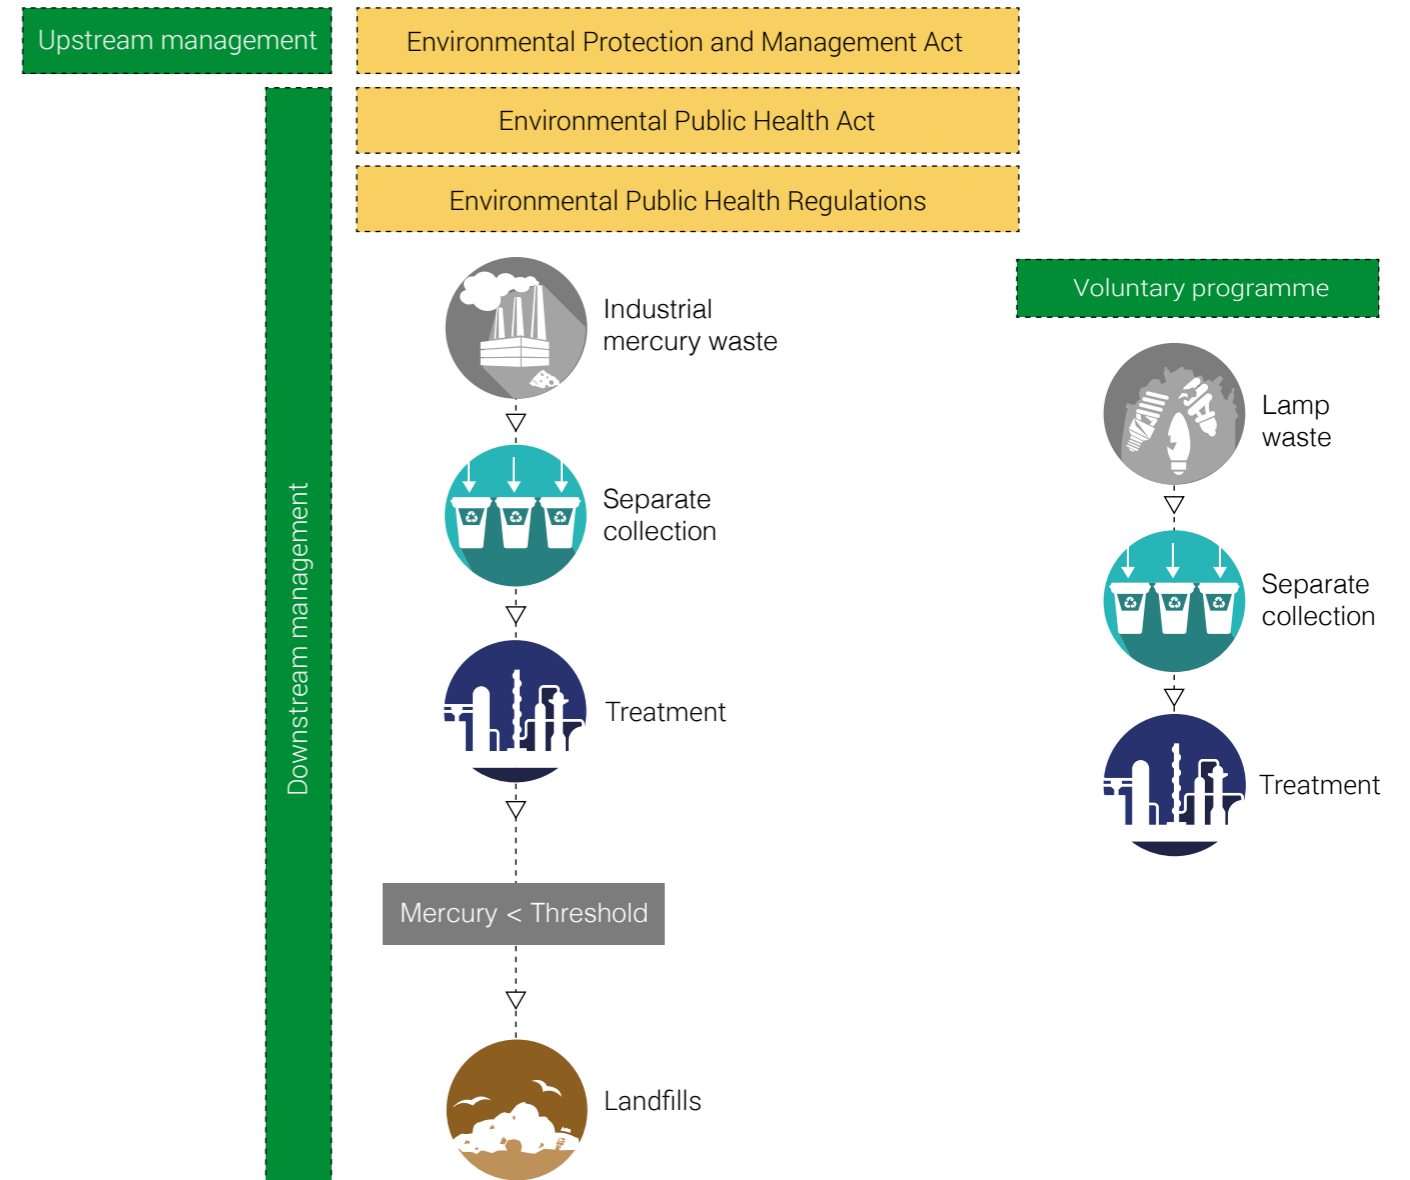 Upstream management
Environmental Protection and Management Act
Environmental Public Health Act
Environmental Public Health Regulations
Downstream management
Industrial
mercury waste
Separate
collection
Treatment
Mercury < Threshold
Landfills
Voluntary programme
Lamp
waste
Separate
collection
Treatment